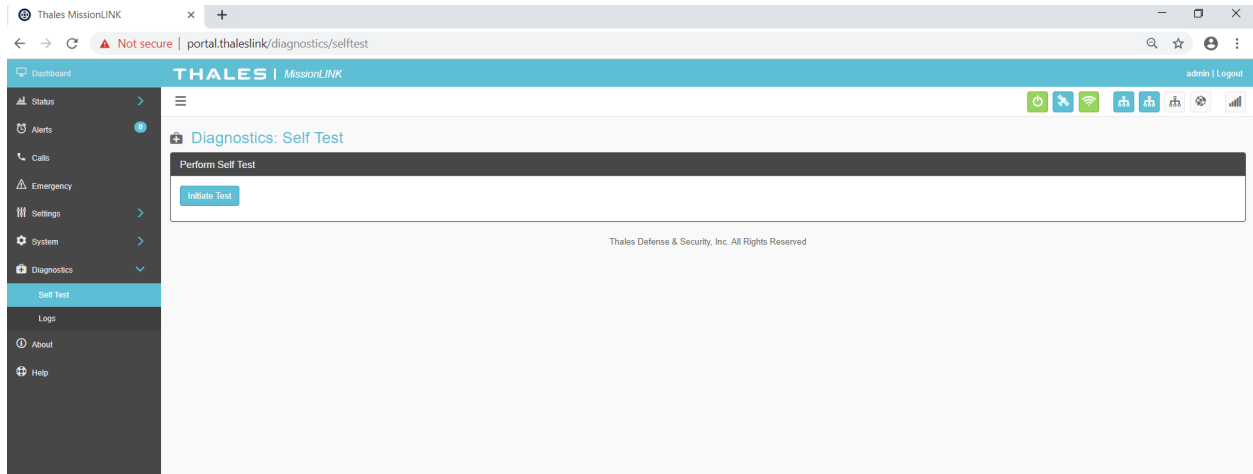 Thales MissionLINK
Not secure | portal.thaleslink/diagnostics/selftest
Dashboard
THALES | MissionLINK
admin | Logout
Status
Alerts
0
Calls
Emergency
Settings
System
Diagnostics
Self Test
Logs
About
Help
Diagnostics: Self Test
Perform Self Test
Initiate Test
Thales Defense & Security, Inc. All Rights Reserved